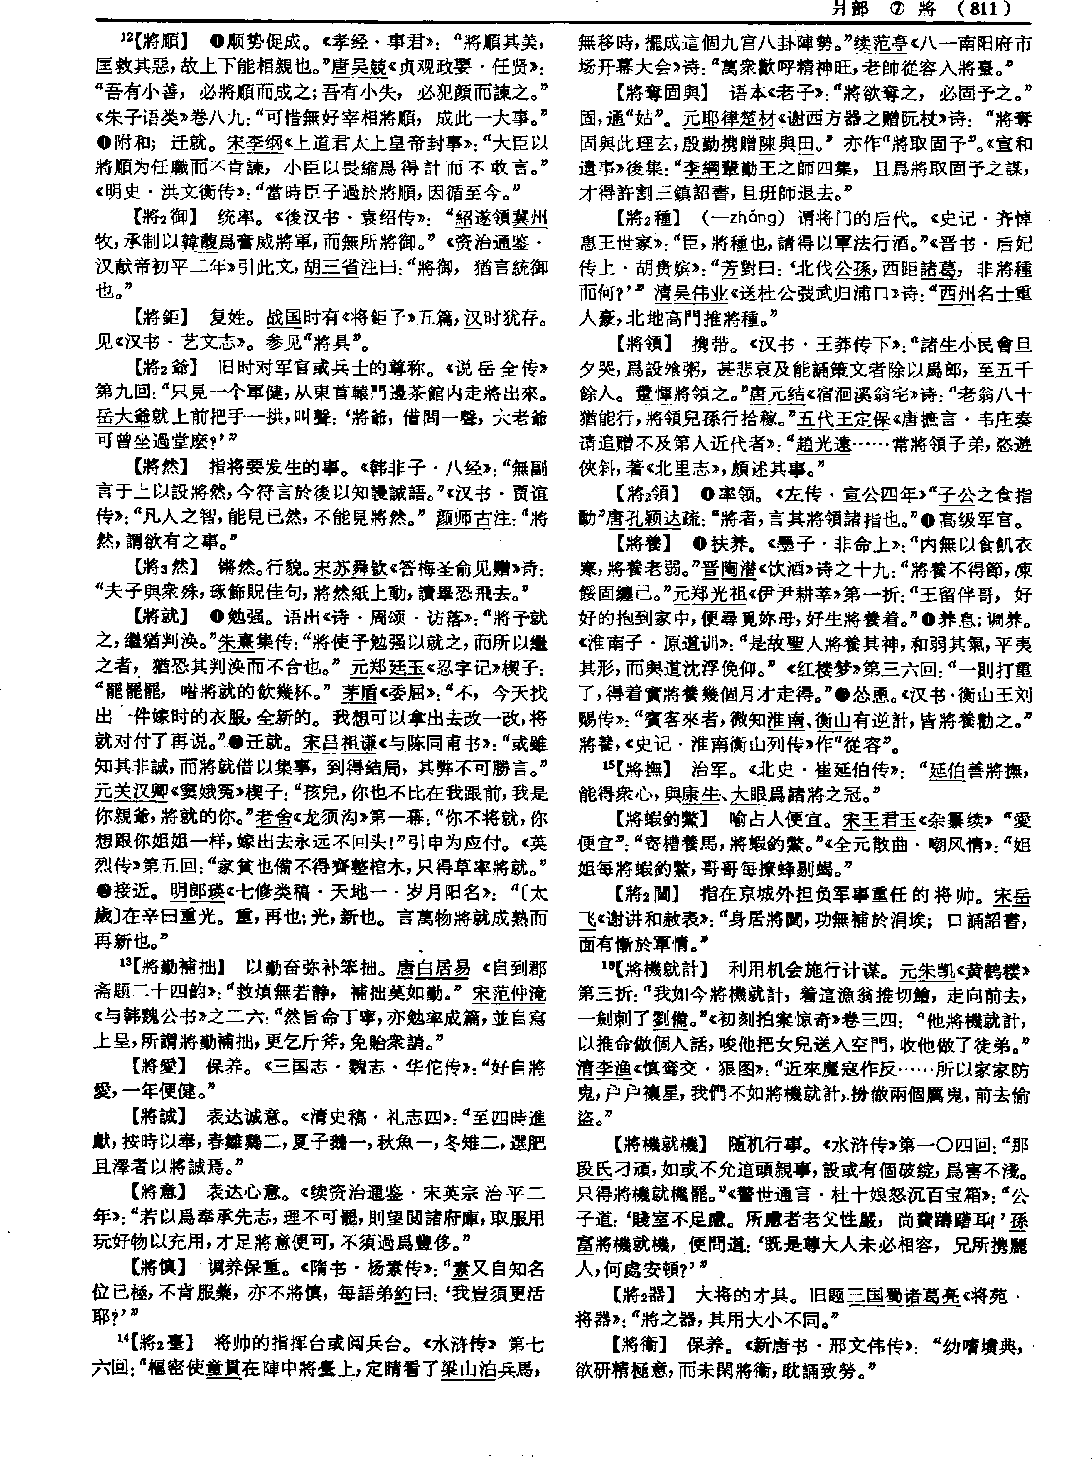 爿部 ⑦ 將 （811）
¹²【將順】 ❶顺势促成。《孝经·事君》：“將順其美，
匡救其惡，故上下能相親也。”唐吴兢《贞观政要·任贤》：
“吾有小善，必將順而成之；吾有小失，必犯顔而諫之。”
《朱子语类》卷八九：“可惜無好宰相將順，成此一大事。”
❷附和；迁就。宋李纲《上道君太上皇帝封事》：“大臣以
將順为任職而不肯諫，小臣以畏縮爲得計而不敢言。”
《明史·洪文衡传》：“當時臣子過於將順，因循至今。”
【將₂御】 统率。《後汉书·袁绍传》：“紹遂領冀州
牧，承制以韓馥爲奮威將軍，而無所將御。”《资治通鉴·
汉献帝初平二年》引此文，胡三省注曰：“將御，猶言統御
也。”
【將鉅】 复姓。战国时有《將鉅子》五篇，汉时犹存。
见《汉书·艺文志》。参见“將具”。
【將₂爺】 旧时对军官或兵士的尊称。《说岳全传》
第九回：“只見一个軍健，从東首轅門邊茶館内走將出來。
岳大爺就上前把手一拱，叫聲：‘將爺，借問一聲，大老爺
可曾坐過堂麽？’”
【將然】 指将要发生的事。《韩非子·八经》：“無副
言于上以設將然，今符言於後以知謾誠語。”《汉书·贾谊
传》：“凡人之智，能見已然，不能見將然。”颜师古注：“將
然，謂欲有之事。”
【將₃然】 锵然。行貌。宋苏舜钦《答梅圣俞见赠》诗：
“夫子與衆殊，琢飾貺佳句，將然紙上動，讀畢恐飛去。”
【將就】 ❶勉强。语出《诗·周颂·访落》：“將予就
之，繼猶判涣。”朱熹集传：“將使予勉强以就之，而所以繼
之者，猶恐其判涣而不合也。”元郑廷玉《忍字记》楔子：
“罷罷罷，喒將就的飲幾杯。”茅盾《委屈》：“不，今天找
出一件嫁时的衣服，全新的。我想可以拿出去改一改，将
就对付了再说。”❷迁就。宋吕祖谦《与陈同甫书》：“或雖
知其非誠，而將就借以集事，到得結局，其弊不可勝言。”
元关汉卿《窦娥冤》楔子：“孩兒，你也不比在我跟前，我是
你親爺，將就的你。”老舍《龙须沟》第一幕：“你不将就，你
想跟你姐姐一样，嫁出去永远不回头！”引申为应付。《英
烈传》第五回：“家貧也備不得齊整棺木，只得草率將就。”
❸接近。明郎瑛《七修类稿·天地一·岁月阳名》：“〔太
歲〕在辛曰重光。重，再也；光，新也。言萬物將就成熟而
再新也。”
¹³【將勤補拙】 以勤奋弥补笨拙。唐白居易《自到郡
斋题二十四韵》：“救煩無若静，補拙莫如勤。”宋范仲淹
《与韩魏公书》之二六：“然旨命丁寧，亦勉率成篇，並自寫
上呈，所謂將勤補拙，更乞斤斧，免貽衆誚。”
【將愛】 保养。《三国志·魏志·华佗传》：“好自將
愛，一年便健。”
【將誠】 表达诚意。《清史稿·礼志四》：“至四時進
獻，按時以奉，春雛鷄二，夏子鵝一，秋魚一，冬雉二，選肥
且澤者以將誠焉。”
【將意】 表达心意。《续资治通鉴·宋英宗治平二
年》：“若以爲奉承先志，理不可罷，則望閲諸府庫，取服用
玩好物以充用，才足將意便可，不須過爲豐侈。”
【將慎】 调养保重。《隋书·杨素传》：“素又自知名
位已極，不肯服藥，亦不將慎，每語弟約曰：‘我豈須更活
耶？’”
¹⁴【將₂臺】 将帅的指挥台或阅兵台。《水浒传》第七
六回：“樞密使童貫在陣中將臺上，定睛看了梁山泊兵馬，
無移時，擺成這個九宫八卦陣勢。”续范亭《八一南阳府市
场开幕大会》诗：“萬衆歡呼精神旺，老帥從容入將臺。”
【將奪固與】 语本《老子》：“將欲奪之，必固予之。”
固，通“姑”。元耶律楚材《谢西方器之赠阮杖》诗：“將奪
固與此理玄，殷勤携贈陳與田。”亦作“將取固予”。《宣和
遗事》後集：“李綱輩勤王之師四集，且爲將取固予之謀，
才得許割三鎮詔書，且班師退去。”
【將₂種】 （—zhǒng）谓将门的后代。《史记·齐悼
惠王世家》：“臣，將種也，請得以軍法行酒。”《晋书·后妃
传上·胡贵嫔》：“芳對曰：‘北伐公孫，西距諸葛，非將種
而何？’”清吴伟业《送杜公弢武归浦口》诗：“西州名士重
人豪，北地高門推將種。”
【將領】 携带。《汉书·王莽传下》：“諸生小民會旦
夕哭，爲設飧粥，甚悲哀及能誦策文者除以爲郎，至五千
餘人。𧪡惲將領之。”唐元结《宿洄溪翁宅》诗：“老翁八十
猶能行，將領兒孫行拾稼。”五代王定保《唐摭言·韦庄奏
请追赠不及第人近代者》：“趙光遠……常將領子弟，恣遊
俠斜，著《北里志》，頗述其事。”
【將₂領】 ❶率领。《左传·宣公四年》“子公之食指
動”唐孔颖达疏：“將者，言其將領諸指也。”❷高级军官。
【將養】 ❶扶养。《墨子·非命上》：“内無以食飢衣
寒，將養老弱。”晋陶潜《饮酒》诗之十九：“將養不得節，凍
餒固纏己。”元郑光祖《伊尹耕莘》第一折：“王留伴哥，好
好的抱到家中，便尋覓妳母，好生將養着。”❷养息；调养。
《淮南子·原道训》：“是故聖人將養其神，和弱其氣，平夷
其形，而與道沈浮俛仰。”《红楼梦》第三六回：“一則打重
了，得着實將養幾個月才走得。”❸怂恿。《汉书·衡山王刘
赐传》：“賓客來者，微知淮南、衡山有逆計，皆將養勸之。”
將養，《史记·淮南衡山列传》作“從容”。
¹⁵【將撫】 治军。《北史·崔延伯传》：“延伯善將撫，
能得衆心，與康生、大眼爲諸將之冠。”
【將蝦釣鱉】 喻占人便宜。宋王君玉《杂纂续》“愛
便宜”：“寄槽養馬，將蝦釣鱉。”《全元散曲·嘲风情》：“姐
姐每將蝦釣鱉，哥哥每撩蜂剔蝎。”
【將₂閫】 指在京城外担负军事重任的将帅。宋岳
飞《谢讲和赦表》：“身居將閫，功無補於涓埃；口誦詔書，
面有慚於軍情。”
¹⁶【將機就計】 利用机会施行计谋。元朱凯《黄鹤楼》
第三折：“我如今將機就計，着這漁翁推切鱠，走向前去，
一劍刺了劉備。”《初刻拍案惊奇》卷三四：“他將機就計，
以推命做個人話，唆他把女兒送入空門，收他做了徒弟。”
清李渔《慎鸾交·狠图》：“近來魔寇作反……所以家家防
鬼，户户禳星，我們不如將機就計，扮做兩個厲鬼，前去偷
盗。”
【將機就機】 随机行事。《水浒传》第一〇四回：“那
段氏刁頑，如或不允這頭親事，設或有個破綻，爲害不淺。
只得將機就機罷。”《警世通言·杜十娘怒沉百宝箱》：“公
子道：‘賤室不足慮。所慮者老父性嚴，尚費躊躇耳！’孫
富將機就機，便問道：‘既是尊大人未必相容，兄所携麗
人，何處安頓？’”
【將₂器】 大将的才具。旧题三国蜀诸葛亮《将苑·
将器》：“將之器，其用大小不同。”
【將衛】 保养。《新唐书·邢文伟传》：“幼嗜墳典，
欲研精極意，而未閑將衛，耽誦致勞。”